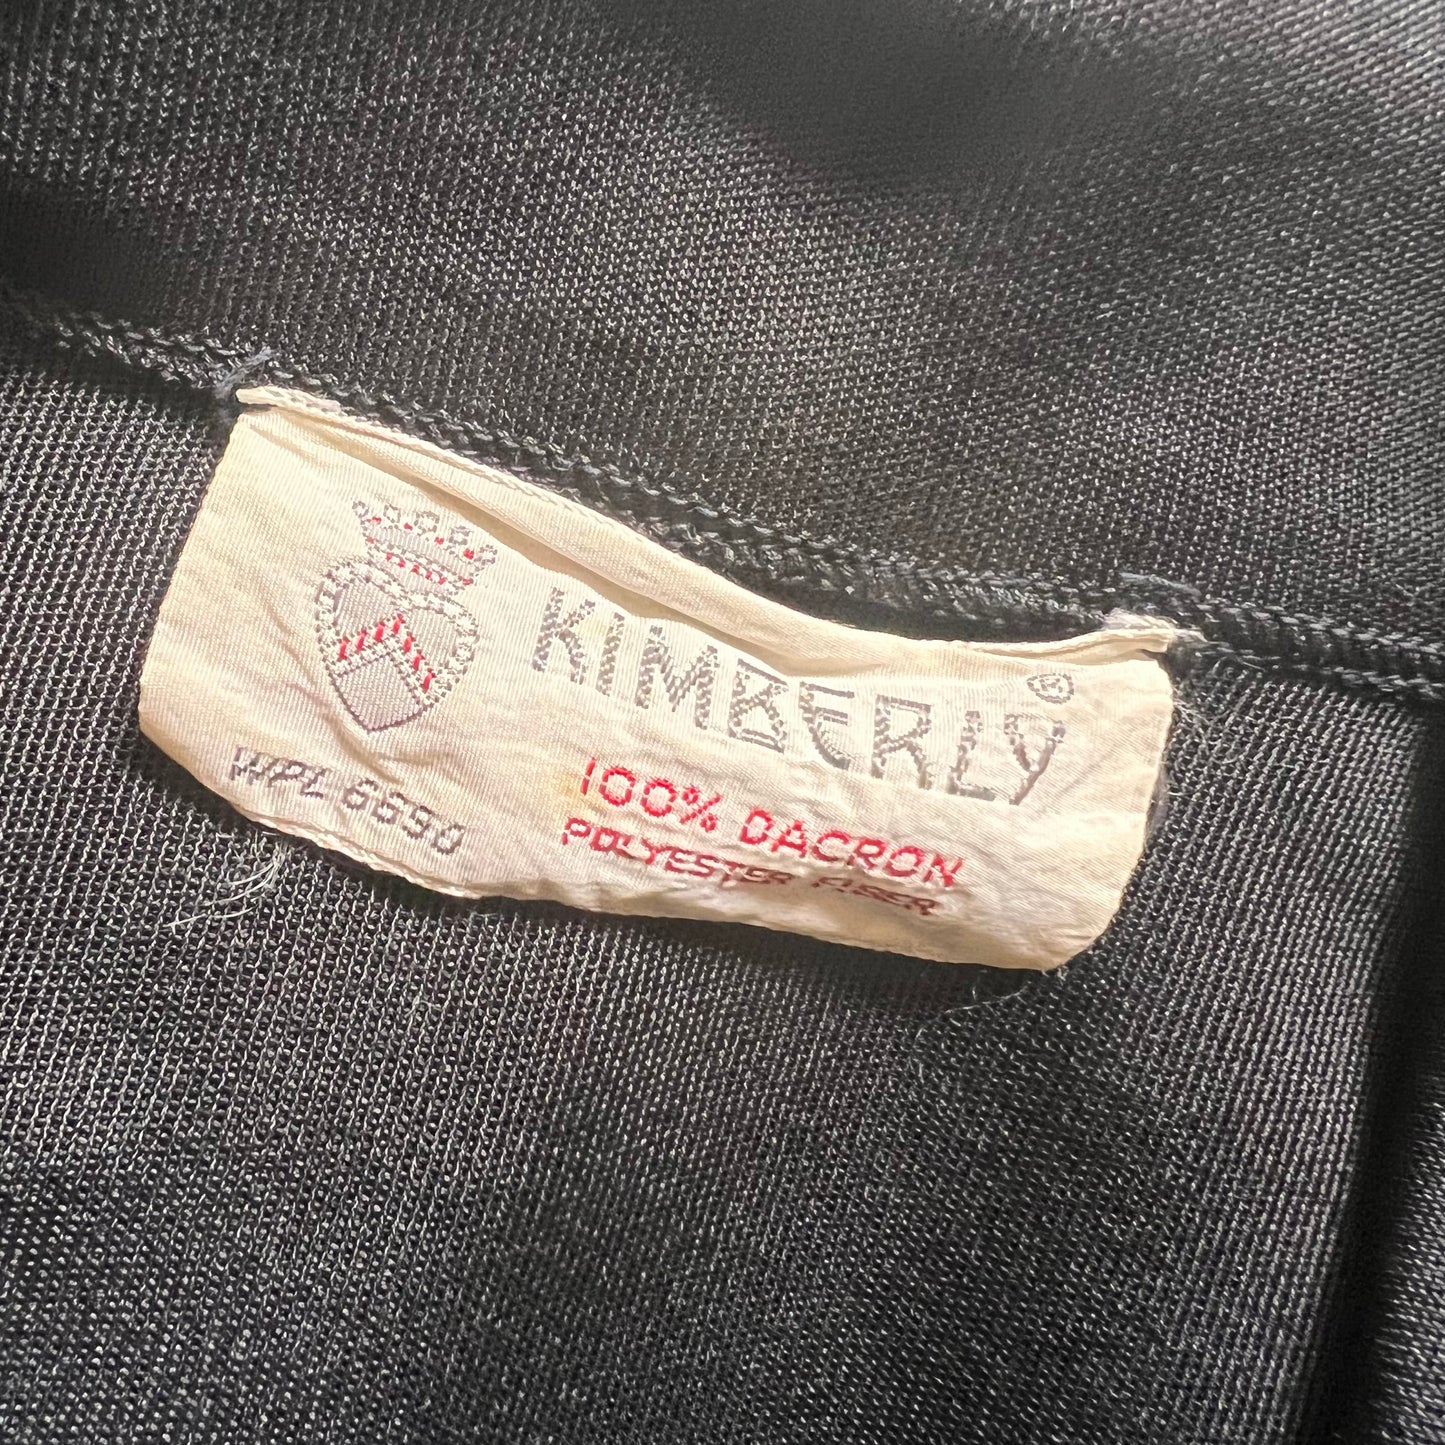 KIMBERLY®
WPL 6690
100% DACRON
POLYESTER FIBER